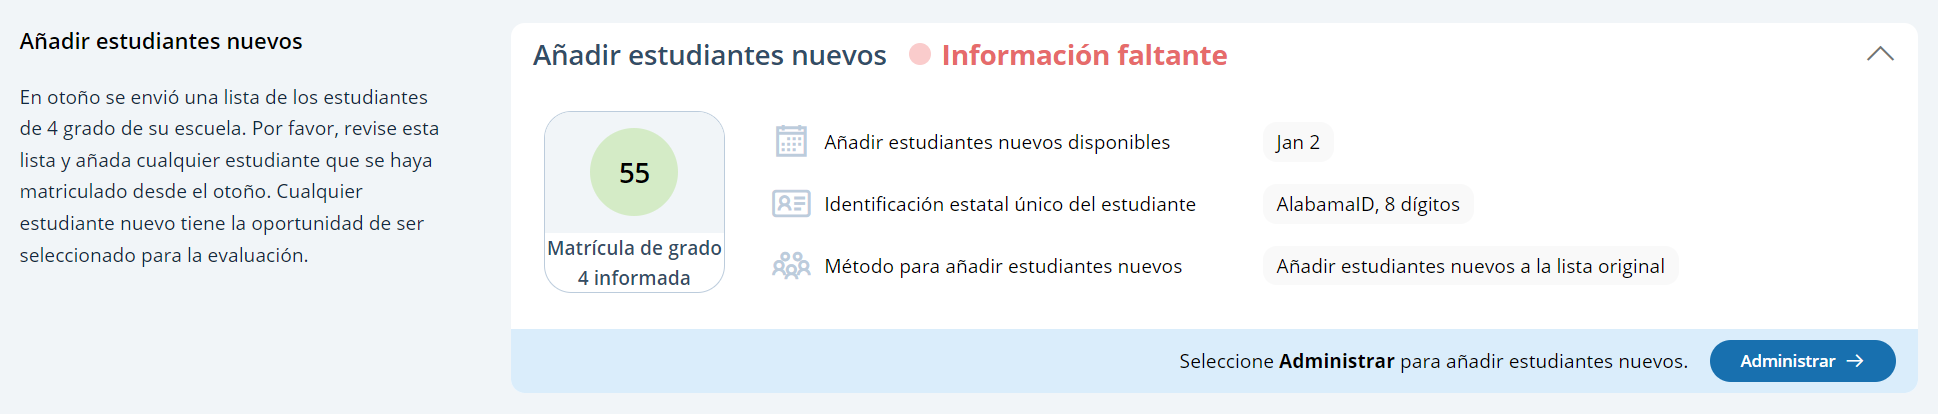 Añadir estudiantes nuevos
En otoño se envió una lista de los estudiantes
de 4 grado de su escuela. Por favor, revise esta
lista y añada cualquier estudiante que se haya
matriculado desde el otoño. Cualquier
estudiante nuevo tiene la oportunidad de ser
seleccionado para la evaluación.
Añadir estudiantes nuevos Información faltante
55
Matrícula de grado
4 informada
Añadir estudiantes nuevos disponibles Jan 2
Identificación estatal único del estudiante AlabamaID, 8 dígitos
Método para añadir estudiantes nuevos Añadir estudiantes nuevos a la lista original
Seleccione Administrar para añadir estudiantes nuevos. Administrar →